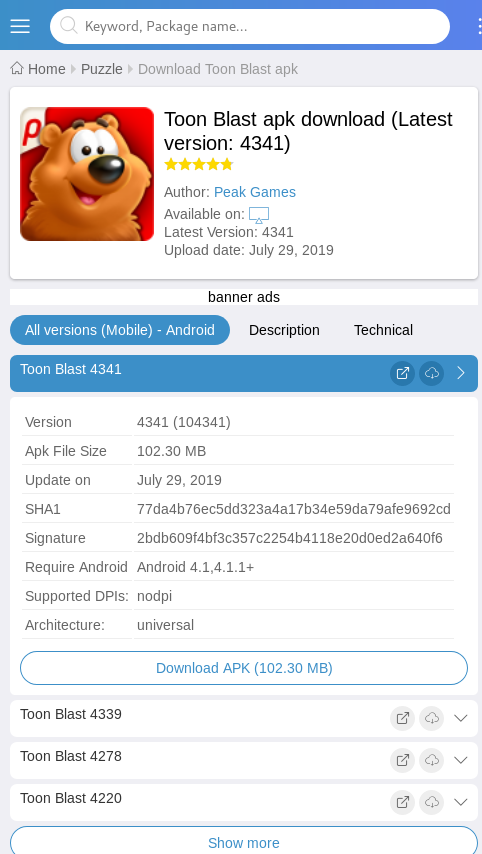 Keyword, Package name...
Home Puzzle Download Toon Blast apk
Toon Blast apk download (Latest
version: 4341)
Author: Peak Games
Available on:
Latest Version: 4341
Upload date: July 29, 2019
banner ads
All versions (Mobile) - Android Description Technical
Toon Blast 4341
Version 4341 (104341)
Apk File Size 102.30 MB
Update on July 29, 2019
SHA1 77da4b76ec5dd323a4a17b34e59da79afe9692cd
Signature 2bdb609f4bf3c357c2254b4118e20d0ed2a640f6
Require Android Android 4.1,4.1.1+
Supported DPIs: nodpi
Architecture: universal
Download APK (102.30 MB)
Toon Blast 4339
Toon Blast 4278
Toon Blast 4220
Show more